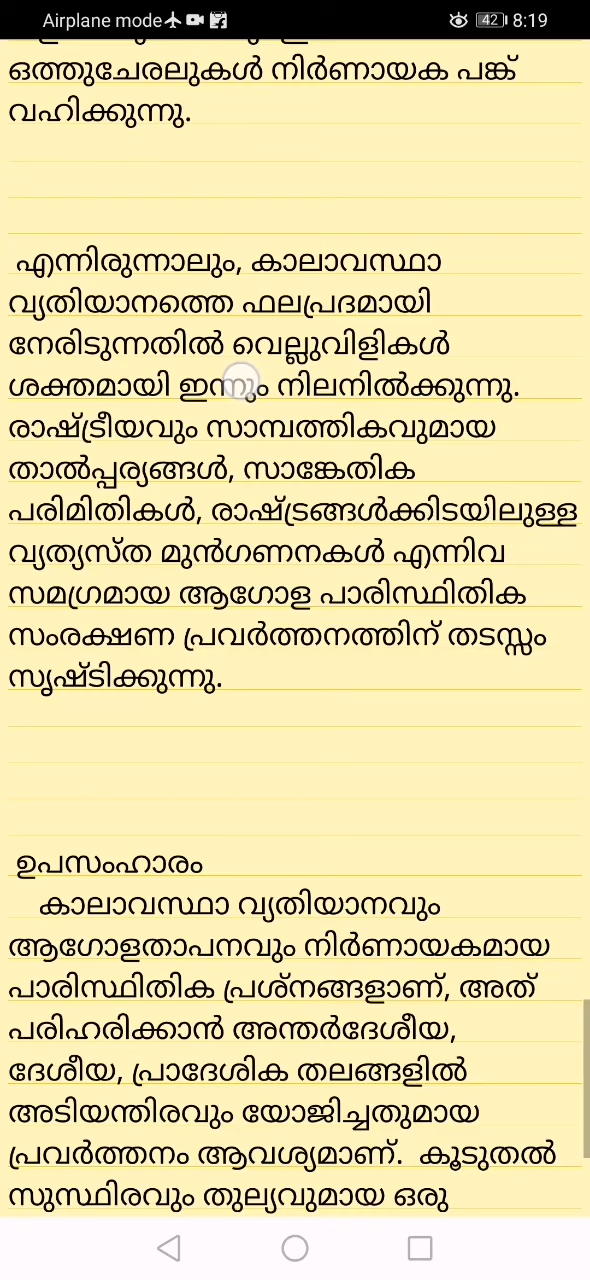 Airplane mode 42 8:19
ഒത്തുചേരലുകൾ നിർണായക പങ്ക്
വഹിക്കുന്നു.
എന്നിരുന്നാലും, കാലാവസ്ഥാ
വ്യതിയാനത്തെ ഫലപ്രദമായി
നേരിടുന്നതിൽ വെല്ലുവിളികൾ
ശക്തമായി ഇന്നും നിലനിൽക്കുന്നു.
രാഷ്ട്രീയവും സാമ്പത്തികവുമായ
താൽപ്പര്യങ്ങൾ, സാങ്കേതിക
പരിമിതികൾ, രാഷ്ട്രങ്ങൾക്കിടയിലുള്ള
വ്യത്യസ്ത മുൻഗണനകൾ എന്നിവ
സമഗ്രമായ ആഗോള പാരിസ്ഥിതിക
സംരക്ഷണ പ്രവർത്തനത്തിന് തടസ്സം
സൃഷ്ടിക്കുന്നു.
ഉപസംഹാരം
കാലാവസ്ഥാ വ്യതിയാനവും
ആഗോളതാപനവും നിർണായകമായ
പാരിസ്ഥിതിക പ്രശ്നങ്ങളാണ്, അത്
പരിഹരിക്കാൻ അന്തർദേശീയ,
ദേശീയ, പ്രാദേശിക തലങ്ങളിൽ
അടിയന്തിരവും യോജിച്ചതുമായ
പ്രവർത്തനം ആവശ്യമാണ്.  കൂടുതൽ
സുസ്ഥിരവും തുല്യവുമായ ഒരു